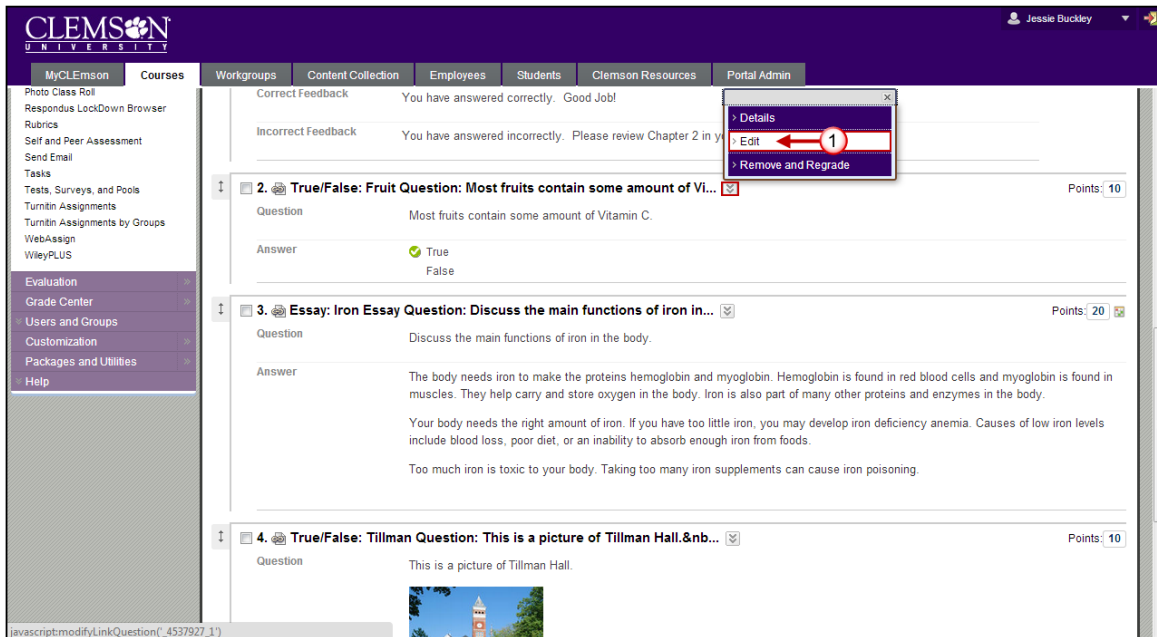 CLEMSON
UNIVERSITY
Jessie Buckley
MyCLEmson Courses Workgroups Content Collection Employees Students Clemson Resources Portal Admin
Photo Class Roll
Respondus LockDown Browser
Rubrics
Self and Peer Assessment
Send Email
Tasks
Tests, Surveys, and Pools
Turnitin Assignments
Turnitin Assignments by Groups
WebAssign
WileyPLUS
Evaluation
Grade Center
Users and Groups
Customization
Packages and Utilities
Help
Correct Feedback You have answered correctly. Good Job!
Incorrect Feedback You have answered incorrectly. Please review Chapter 2 in
× 
> Details
> Edit 1
> Remove and Regrade
2. True/False: Fruit Question: Most fruits contain some amount of Vi... Points: 10
Question Most fruits contain some amount of Vitamin C.
Answer True
False
3. Essay: Iron Essay Question: Discuss the main functions of iron in... Points: 20
Question Discuss the main functions of iron in the body.
Answer The body needs iron to make the proteins hemoglobin and myoglobin. Hemoglobin is found in red blood cells and myoglobin is found in
muscles. They help carry and store oxygen in the body. Iron is also part of many other proteins and enzymes in the body.
Your body needs the right amount of iron. If you have too little iron, you may develop iron deficiency anemia. Causes of low iron levels
include blood loss, poor diet, or an inability to absorb enough iron from foods.
Too much iron is toxic to your body. Taking too many iron supplements can cause iron poisoning.
4. True/False: Tillman Question: This is a picture of Tillman Hall.&nb... Points: 10
Question This is a picture of Tillman Hall.
javascript:modifyLinkQuestion('_4537927_1')